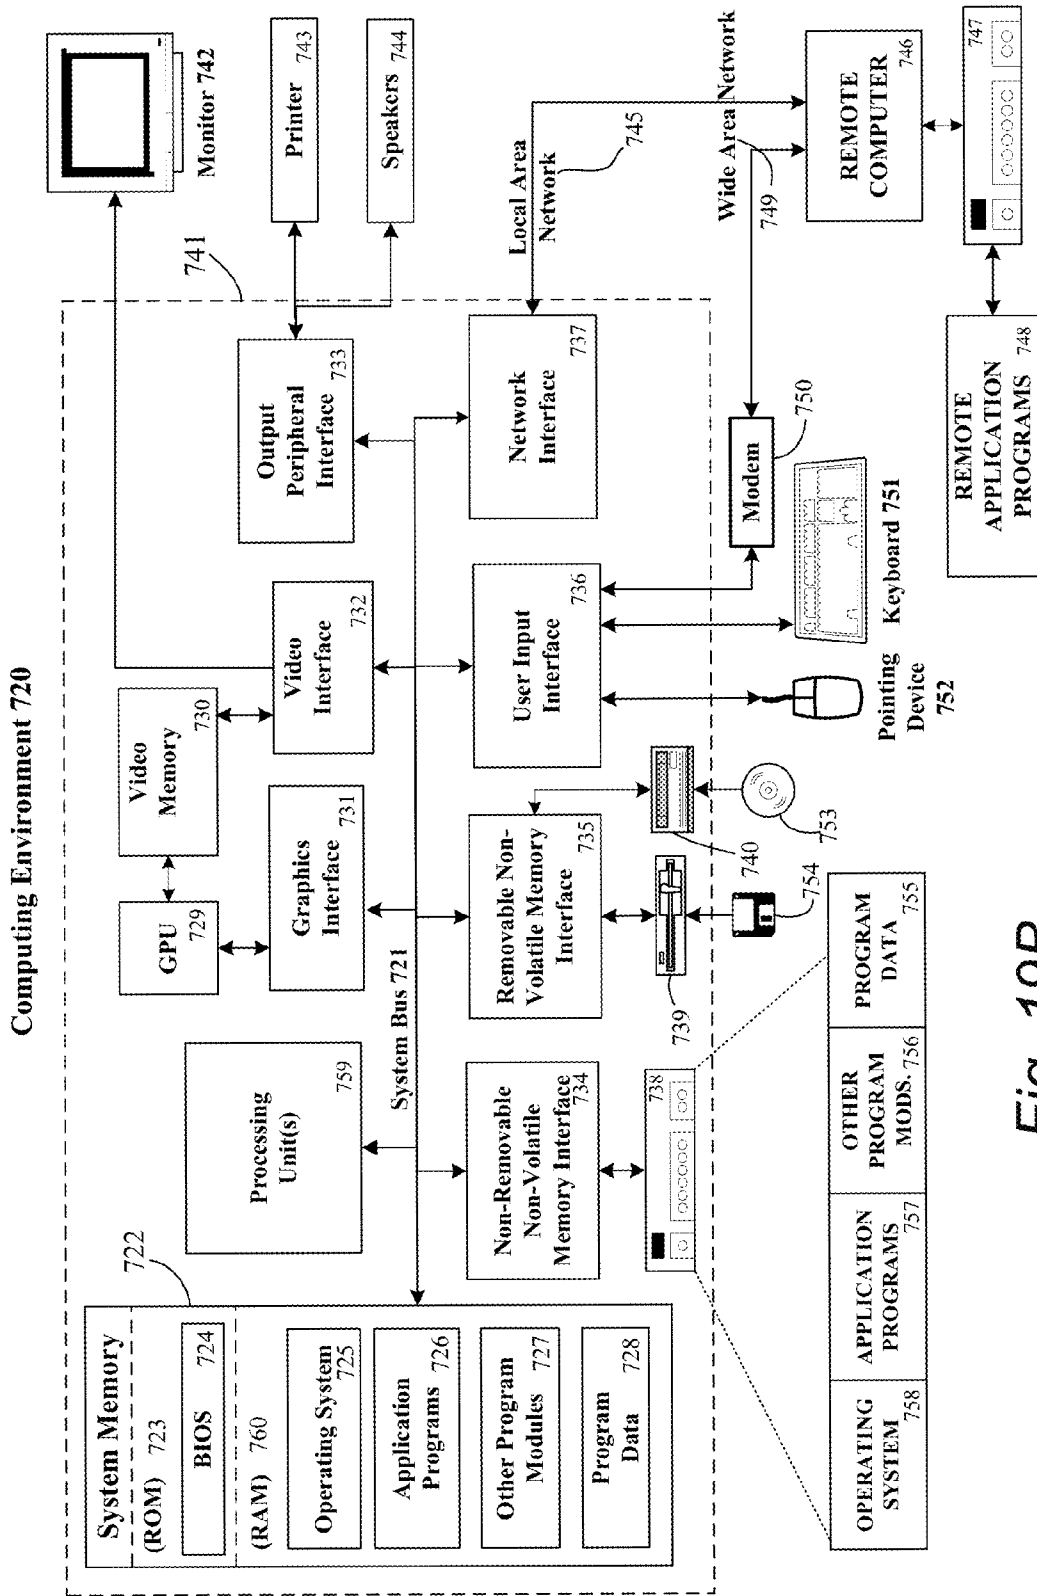 Computing Environment 720
722
System Memory
(ROM) 723
BIOS 724
(RAM) 760
Operating System
725
Application
Programs 726
Other Program
Modules 727
Program
Data 728
Processing
Unit(s)
759
System Bus 721
GPU
729
Video
Memory
730
Graphics
Interface
731
Video
Interface
732
Output
Peripheral
Interface
733
741
Monitor 742
Printer
743
Speakers
744
Non-Removable
Non-Volatile
Memory Interface
734
Removable Non-
Volatile Memory
Interface
735
User Input
Interface
736
Network
Interface
737
Local Area
Network
745
Wide Area Network
749
738
739
740
753
754
Pointing
Device
752
Keyboard 751
Modem
750
REMOTE
COMPUTER
746
747
REMOTE
APPLICATION
PROGRAMS
748
OPERATING
SYSTEM
758
APPLICATION
PROGRAMS
757
OTHER
PROGRAM
MODS. 756
PROGRAM
DATA
755